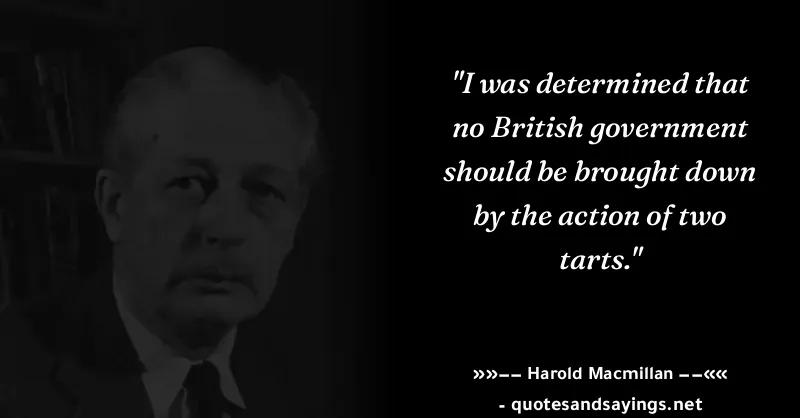 "I was determined that
no British government
should be brought down
by the action of two
tarts."
»»−− Harold Macmillan −−««
- quotesandsayings.net